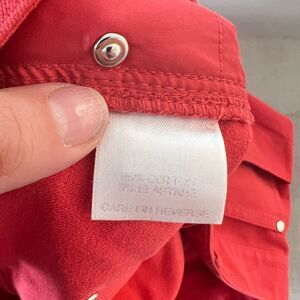 95% COTTON
5% ELASTANE
CARE ON REVERSE